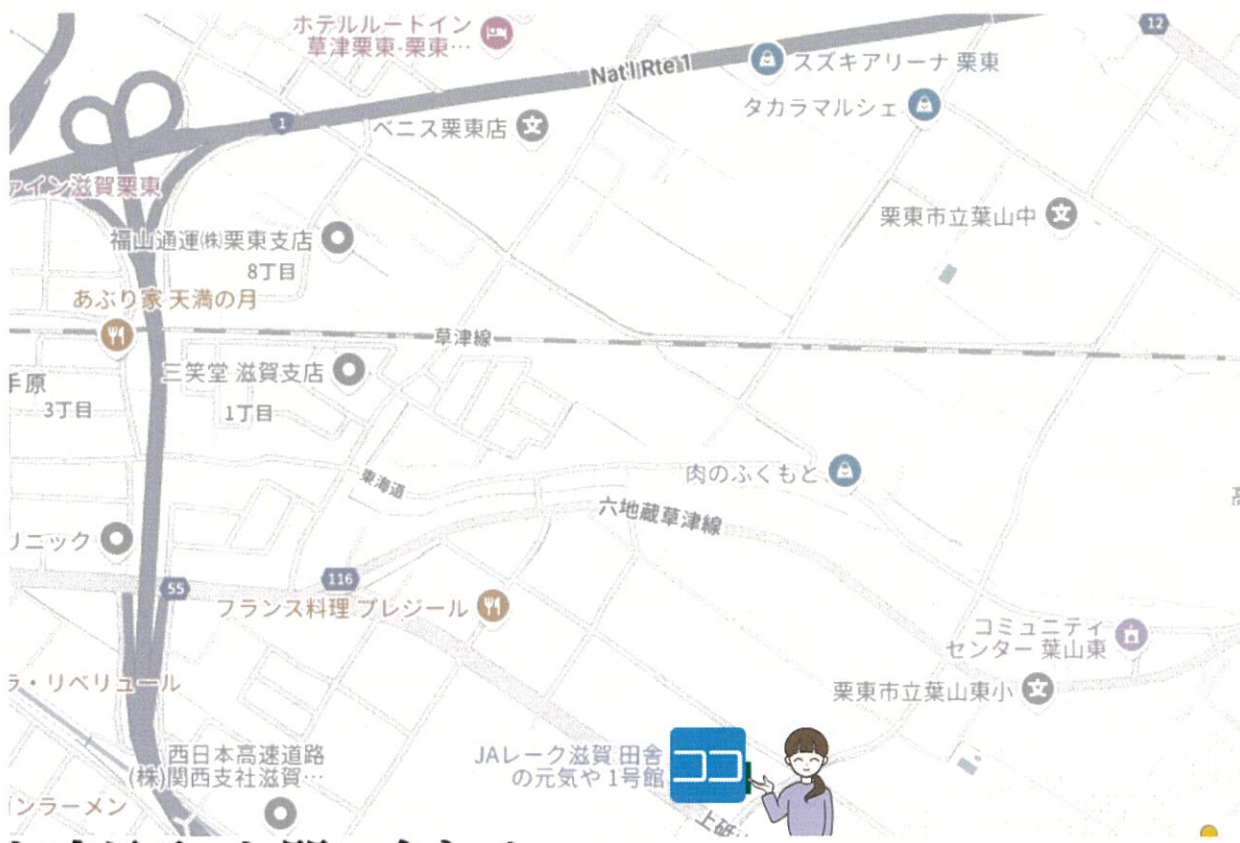 ホテルルートイン
草津栗東-栗東…
12
Nat'l Rte 1
スズキアリーナ 栗東
タカラマルシェ
1
ベニス栗東店
文
ァイン滋賀栗東
栗東市立葉山中
文
福山通運㈱栗東支店
8丁目
あぶり家 天満の月
草津線
手原
3丁目
三笑堂 滋賀支店
1丁目
東海道
肉のふくもと
六地蔵草津線
リニック
116
55
フランス料理 プレジール
コミュニティ
センター 葉山東
ラ・リベリュール
栗東市立葉山東小
文
西日本高速道路
(株)関西支社滋賀…
JAレーク滋賀 田舎
の元気や 1号館
ココ
ンラーメン
上砥…